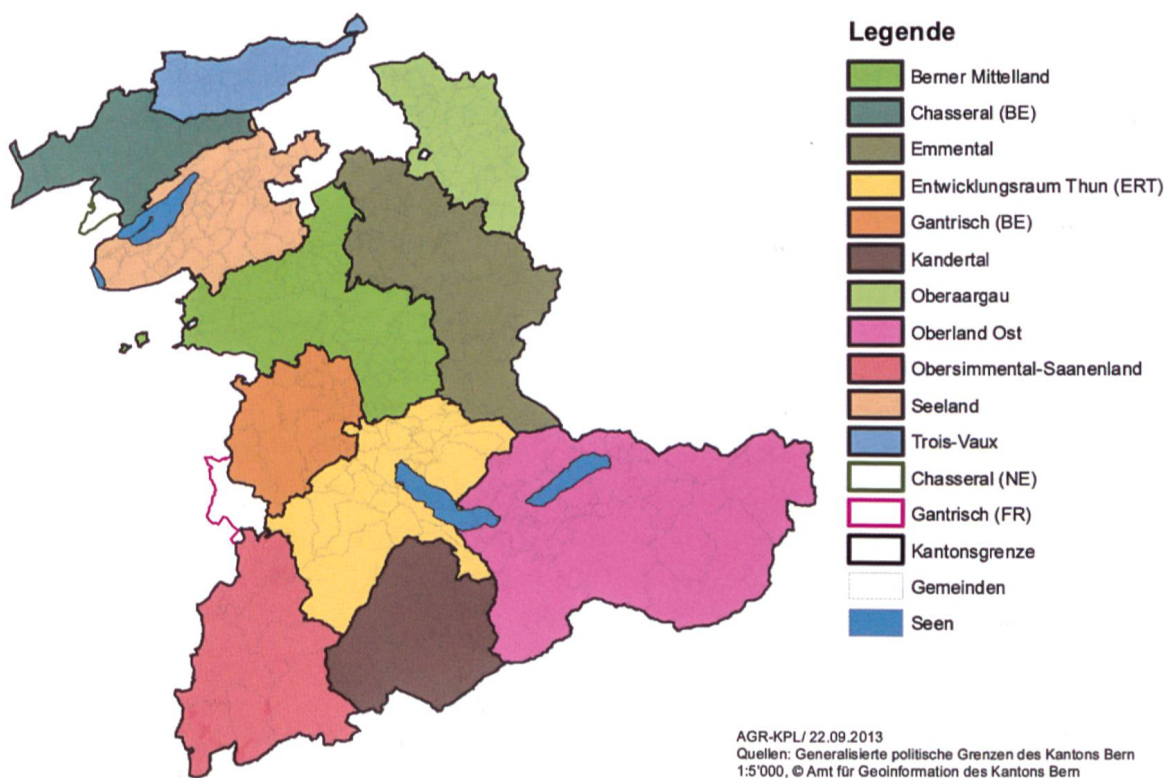 Legende
Berner Mittelland
Chasseral (BE)
Emmental
Entwicklungsraum Thun (ERT)
Gantrisch (BE)
Kandertal
Oberaargau
Oberland Ost
Obersimmental-Saanenland
Seeland
Trois-Vaux
Chasseral (NE)
Gantrisch (FR)
Kantonsgrenze
Gemeinden
Seen
AGR-KPL/ 22.09.2013
Quellen: Generalisierte politische Grenzen des Kantons Bern
1:5'000, © Amt für Geoinformation des Kantons Bern